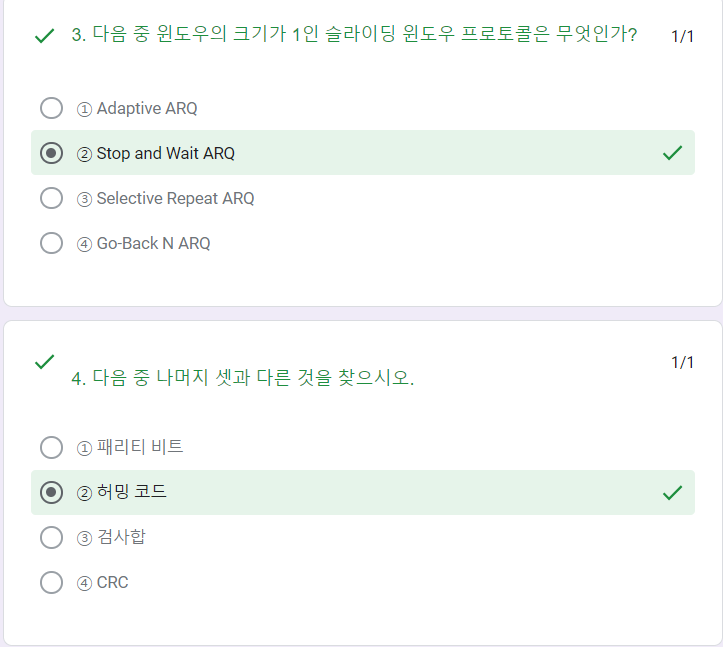 3. 다음 중 윈도우의 크기가 1인 슬라이딩 윈도우 프로토콜은 무엇인가? 1/1
① Adaptive ARQ
② Stop and Wait ARQ
③ Selective Repeat ARQ
④ Go-Back N ARQ
1/1
4. 다음 중 나머지 셋과 다른 것을 찾으시오.
① 패리티 비트
② 허밍 코드
③ 검사합
④ CRC